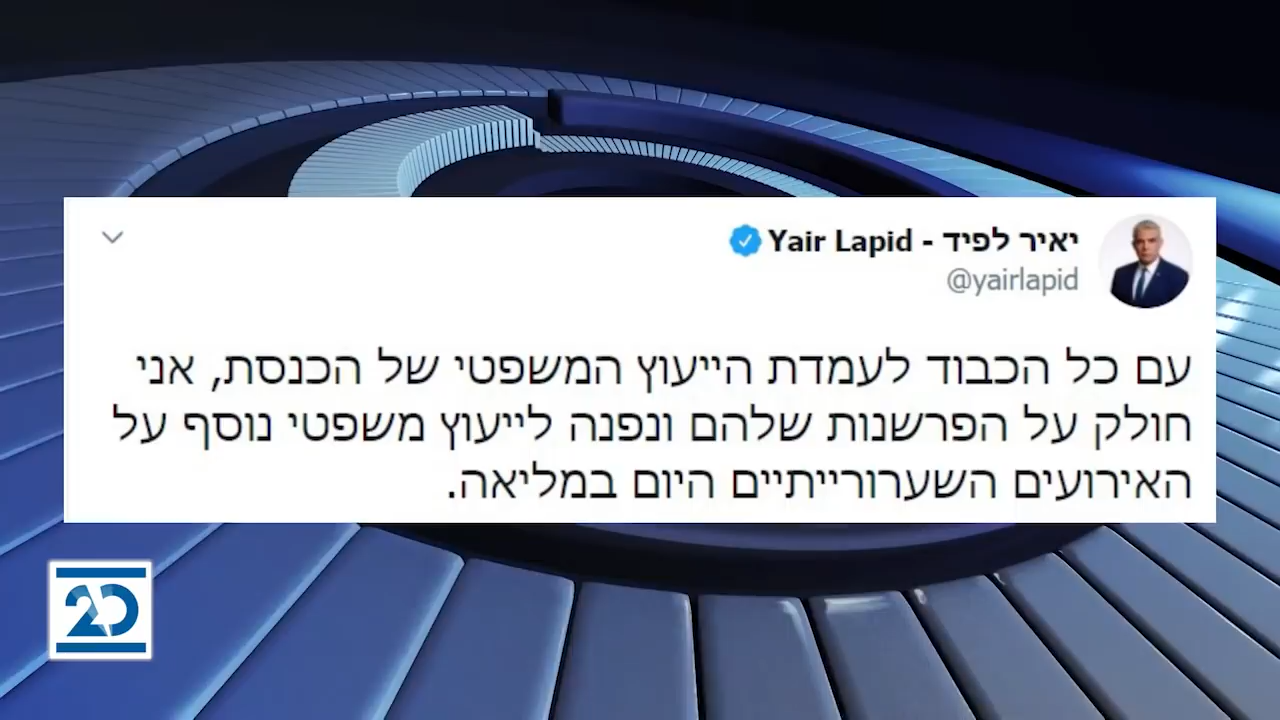 יאיר לפיד - Yair Lapid
@yairlapid
עם כל הכבוד לעמדת הייעוץ המשפטי של הכנסת, אני
חולק על הפרשנות שלהם ונפנה לייעוץ משפטי נוסף על
האירועים השערורייתיים היום במליאה.
20